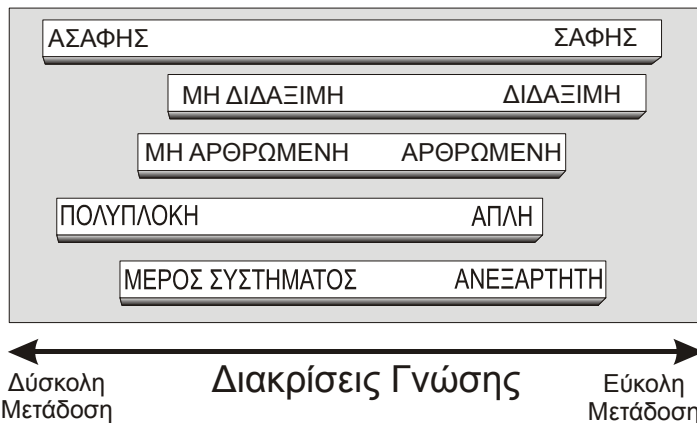 ΑΣΑΦΗΣ ΣΑΦΗΣ
ΜΗ ΔΙΔΑΞΙΜΗ ΔΙΔΑΞΙΜΗ
ΜΗ ΑΡΘΡΩΜΕΝΗ ΑΡΘΡΩΜΕΝΗ
ΠΟΛΥΠΛΟΚΗ ΑΠΛΗ
ΜΕΡΟΣ ΣΥΣΤΗΜΑΤΟΣ ΑΝΕΞΑΡΤΗΤΗ
Δύσκολη
Μετάδοση
Διακρίσεις Γνώσης
Εύκολη
Μετάδοση